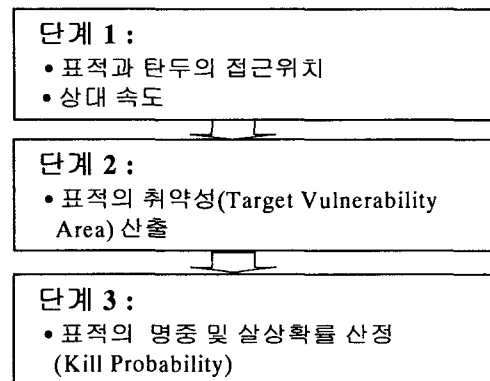 단계 1 :
• 표적과 탄두의 접근위치
• 상대 속도
단계 2 :
• 표적의 취약성(Target Vulnerability
Area) 산출
단계 3 :
• 표적의 명중 및 살상확률 산정
(Kill Probability)